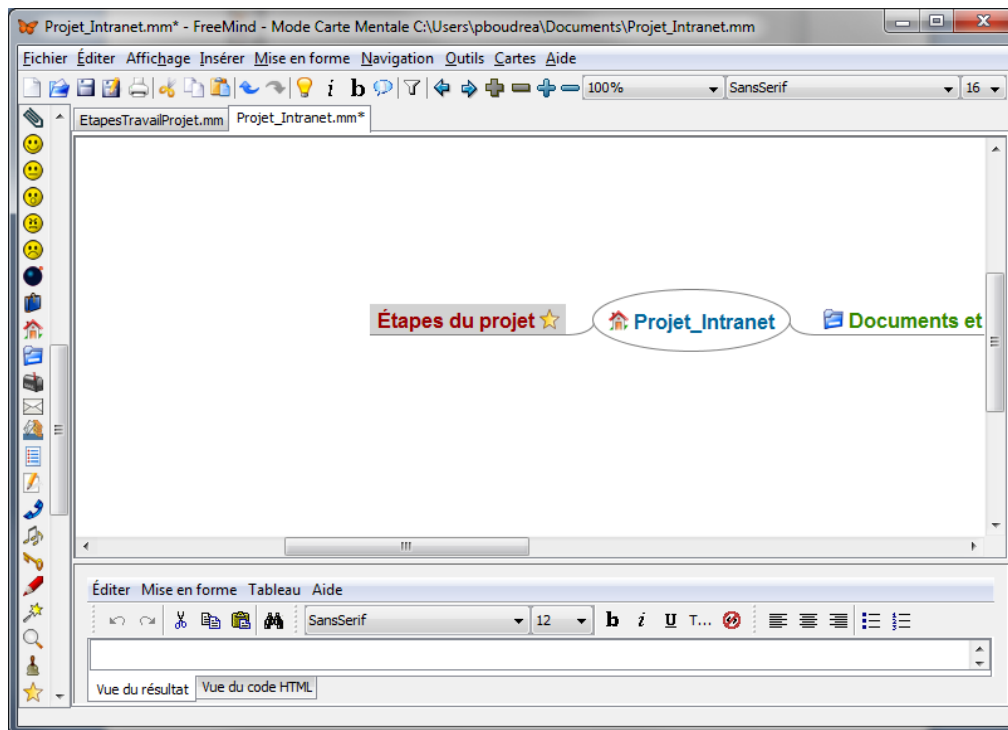 Projet_Intranet.mm* - FreeMind - Mode Carte Mentale C:\Users\pboudrea\Documents\Projet_Intranet.mm
Fichier Éditer Affichage Insérer Mise en forme Navigation Outils Cartes Aide
i b 100% SansSerif 16
EtapesTravailProjet.mm Projet_Intranet.mm*
Étapes du projet Projet_Intranet Documents et
Éditer Mise en forme Tableau Aide
SansSerif 12 b i U T...
Vue du résultat Vue du code HTML